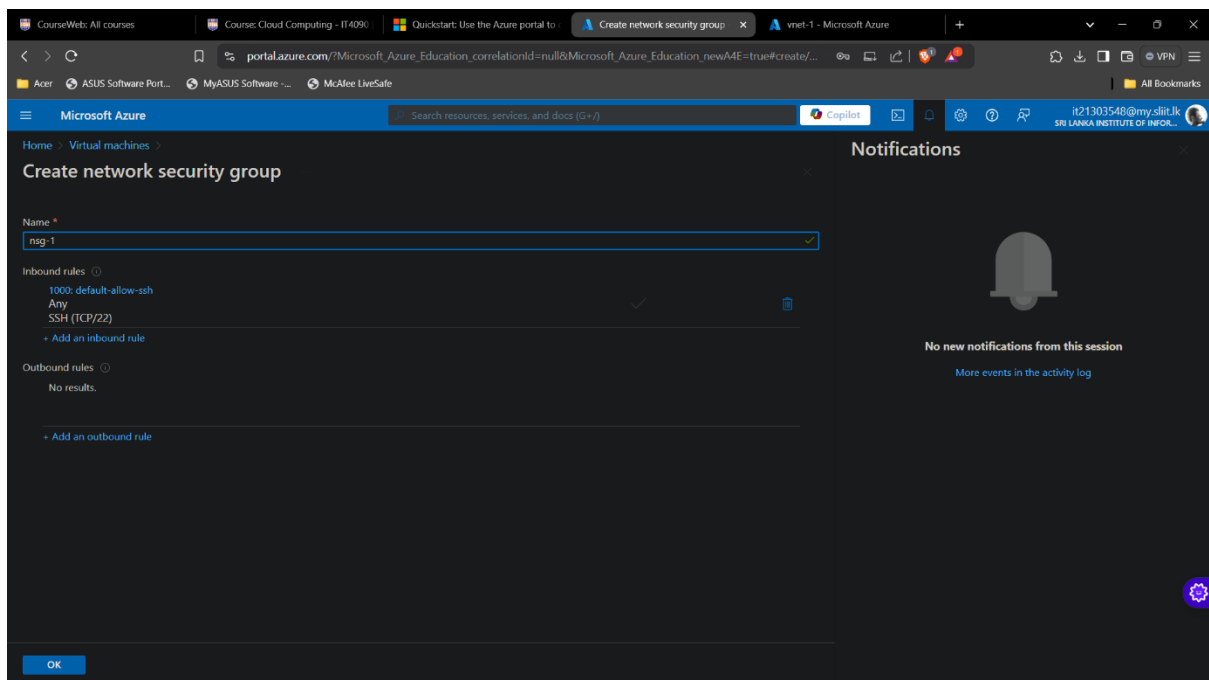 CourseWeb: All courses
Course: Cloud Computing - IT4090
Quickstart: Use the Azure portal to
Create network security group
vnet-1 - Microsoft Azure
portal.azure.com/?Microsoft_Azure_Education_correlationId=null&Microsoft_Azure_Education_newA4E=true#create/...
VPN
Acer
ASUS Software Port...
MyASUS Software -...
McAfee LiveSafe
All Bookmarks
Microsoft Azure
Search resources, services, and docs (G+/)
Copilot
it21303548@my.sliit.lk
SRI LANKA INSTITUTE OF INFOR...
Home > Virtual machines >
Create network security group
Name *
nsg-1
Inbound rules
1000: default-allow-ssh
Any
SSH (TCP/22)
+ Add an inbound rule
Outbound rules
No results.
+ Add an outbound rule
OK
Notifications
No new notifications from this session
More events in the activity log